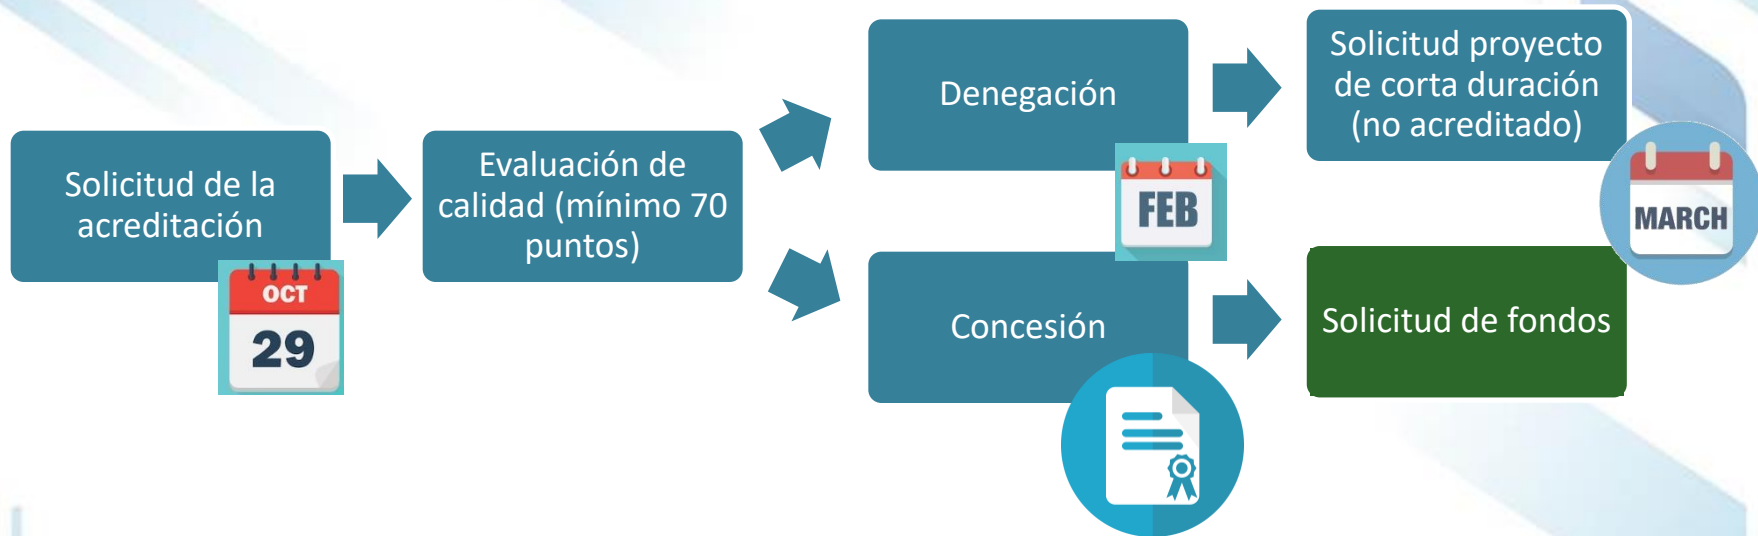 Solicitud de la
acreditación
OCT
29
Evaluación de
calidad (mínimo 70
puntos)
Denegación
FEB
Solicitud proyecto
de corta duración
(no acreditado)
MARCH
Concesión
Solicitud de fondos